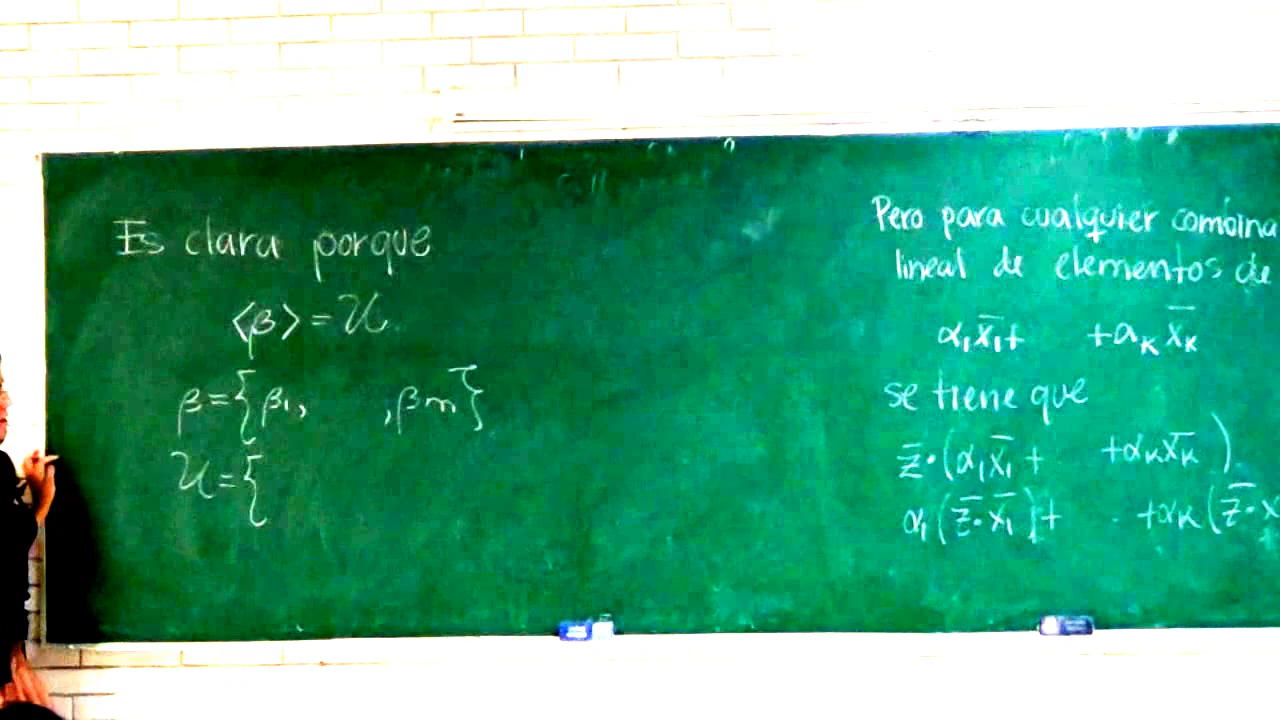 Es clara porque
<β> = U
β = {β1,     , βm}
U = {
Pero para cualquier combina
lineal de elementos de
α1x̄1 +     + αk x̄k
se tiene que
z̄·(α1x̄1 +     + αkx̄k)
α1(z̄·x̄1) +     . + αk(z̄·x